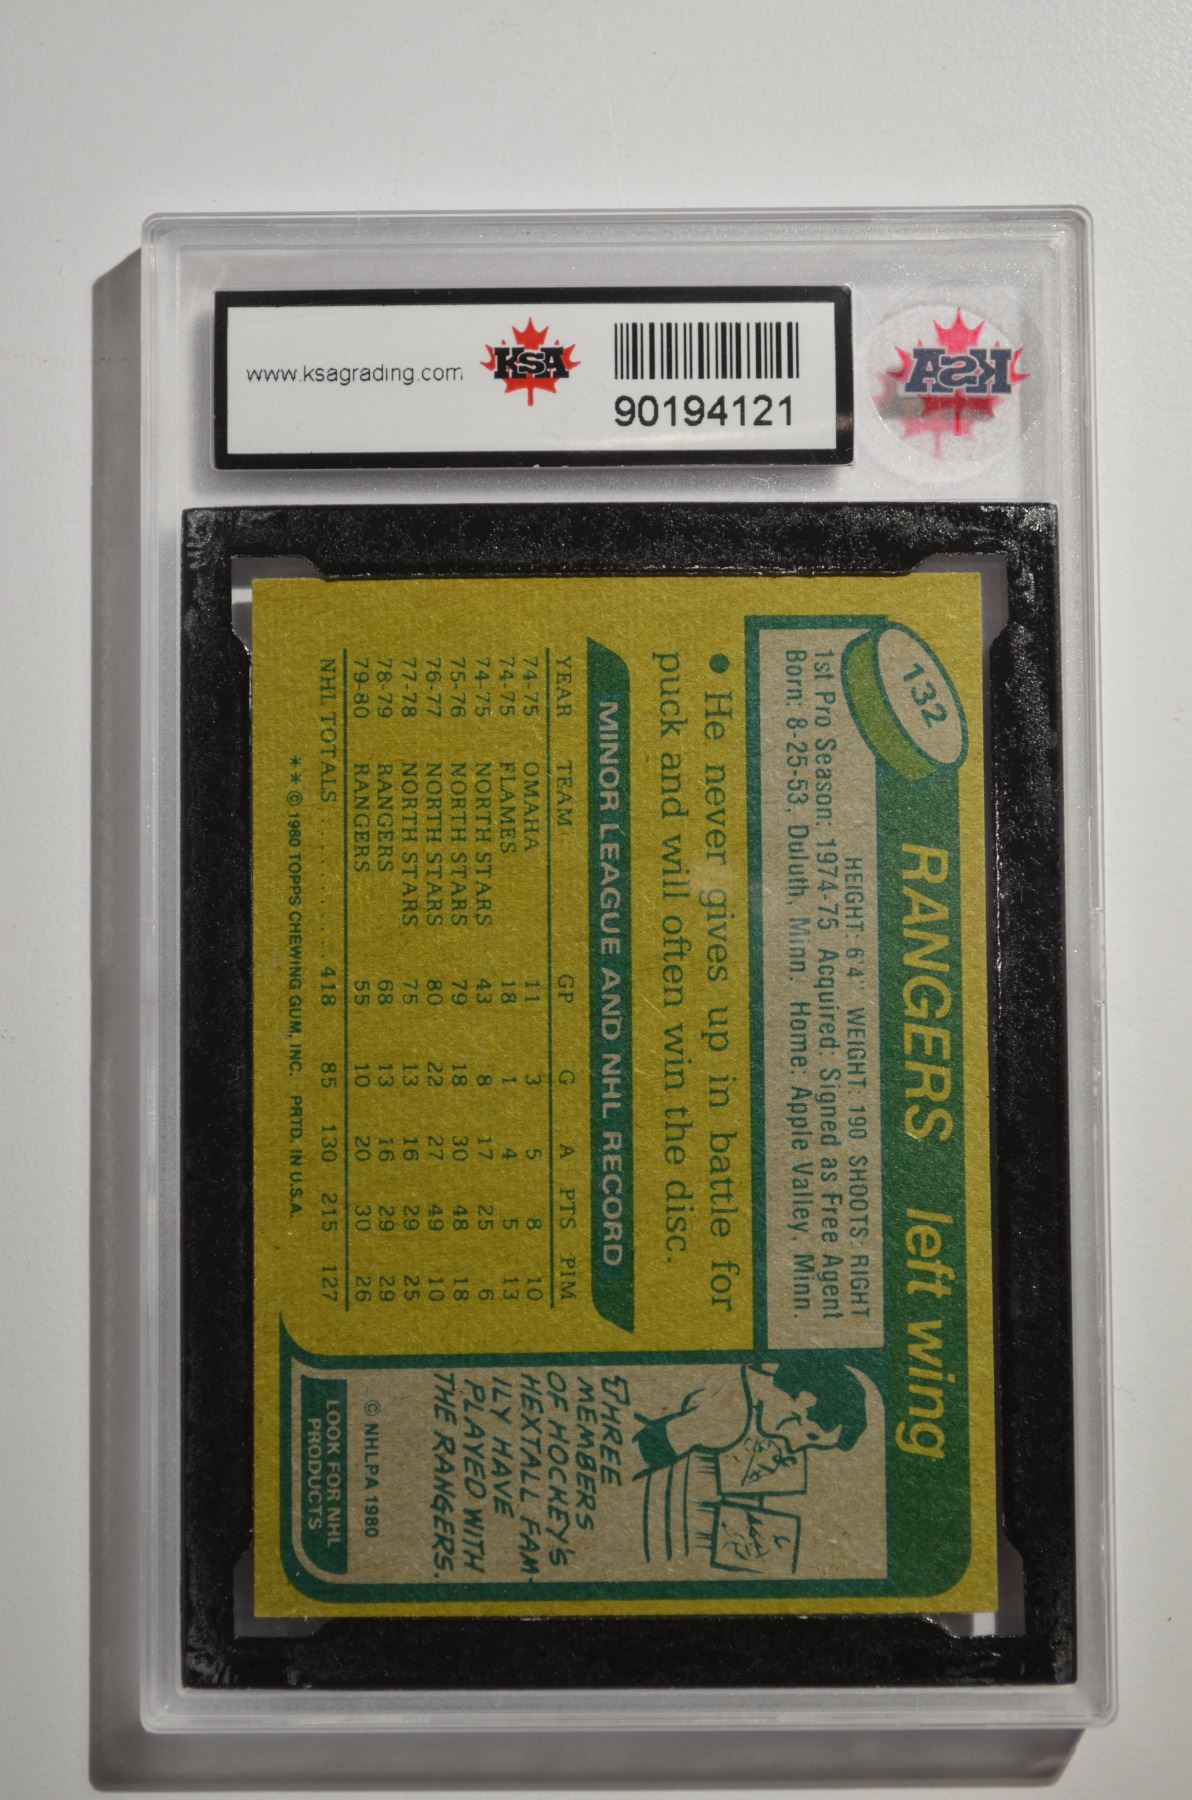 www.ksagrading.com
KSA
90194121
KSA
132
RANGERS left wing
HEIGHT: 6'4" WEIGHT: 190 SHOOTS: RIGHT
1st Pro Season: 1974-75 Acquired: Signed as Free Agent
Born: 8-25-53, Duluth, Minn. Home: Apple Valley, Minn.
• He never gives up in battle for
puck and will often win the disc.
MINOR LEAGUE AND NHL RECORD
YEAR TEAM GP G A PTS PIM
74-75 OMAHA 11 3 5 8 10
74-75 FLAMES 18 1 4 5 13
74-75 NORTH STARS 43 8 17 25 6
75-76 NORTH STARS 79 18 30 48 18
76-77 NORTH STARS 80 22 27 49 10
77-78 NORTH STARS 75 13 16 29 25
78-79 RANGERS 68 13 16 29 29
79-80 RANGERS 55 10 20 30 26
NHL TOTALS .......... 418 85 130 215 127
**© 1980 TOPPS CHEWING GUM, INC. PRTD. IN U.S.A.
THREE
MEMBERS
OF HOCKEY'S
HEXTALL FAM-
ILY HAVE
PLAYED WITH
THE RANGERS.
© NHLPA 1980
LOOK FOR NHL
PRODUCTS